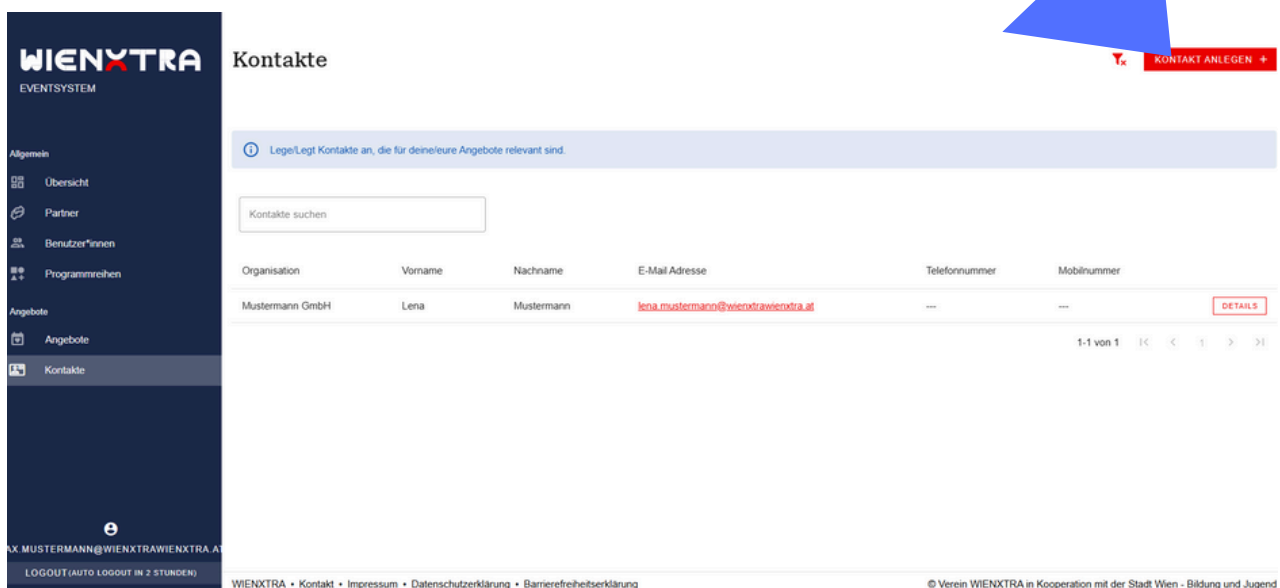 WIENXTRA
EVENTSYSTEM
Allgemein
Übersicht
Partner
Benutzer*innen
Programmreihen
Angebote
Angebote
Kontakte
AX.MUSTERMANN@WIENXTRAWIENXTRA.AT
LOGOUT(AUTO LOGOUT IN 2 STUNDEN)
Kontakte
KONTAKT ANLEGEN +
Lege/Legt Kontakte an, die für deine/eure Angebote relevant sind.
Kontakte suchen
Organisation Vorname Nachname E-Mail Adresse Telefonnummer Mobilnummer
Mustermann GmbH Lena Mustermann lena.mustermann@wienxtrawienxtra.at --- --- DETAILS
1-1 von 1 |< < 1 > >|
WIENXTRA • Kontakt • Impressum • Datenschutzerklärung • Barrierefreiheitserklärung
© Verein WIENXTRA in Kooperation mit der Stadt Wien - Bildung und Jugend